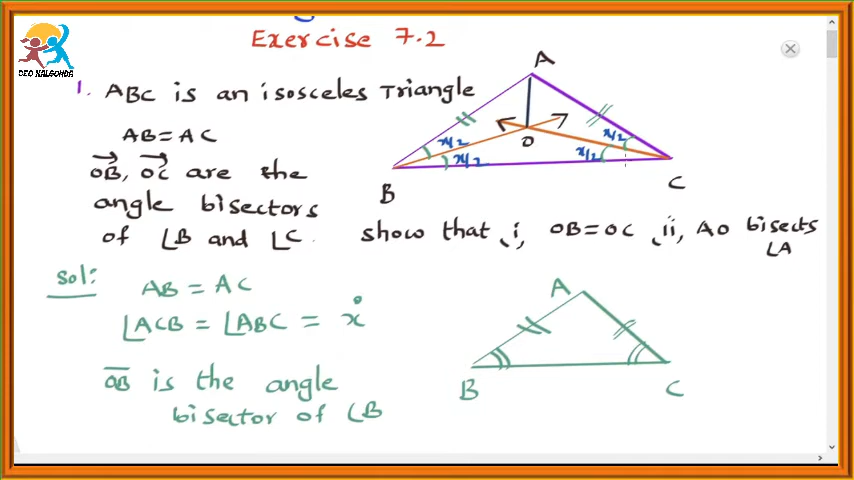 Exercise 7.2
DEO NALGONDA
1. ABC is an isosceles Triangle
AB = AC
OB, OC are the
angle bisectors
of ∠B and ∠C.
show that i, OB = OC ii, AO bisects
∠A
A
x/2
x/2
x/2
x/2
O
B
C
Sol:
AB = AC
∠ACB = ∠ABC = x°
OB is the angle
bisector of ∠B
A
B
C